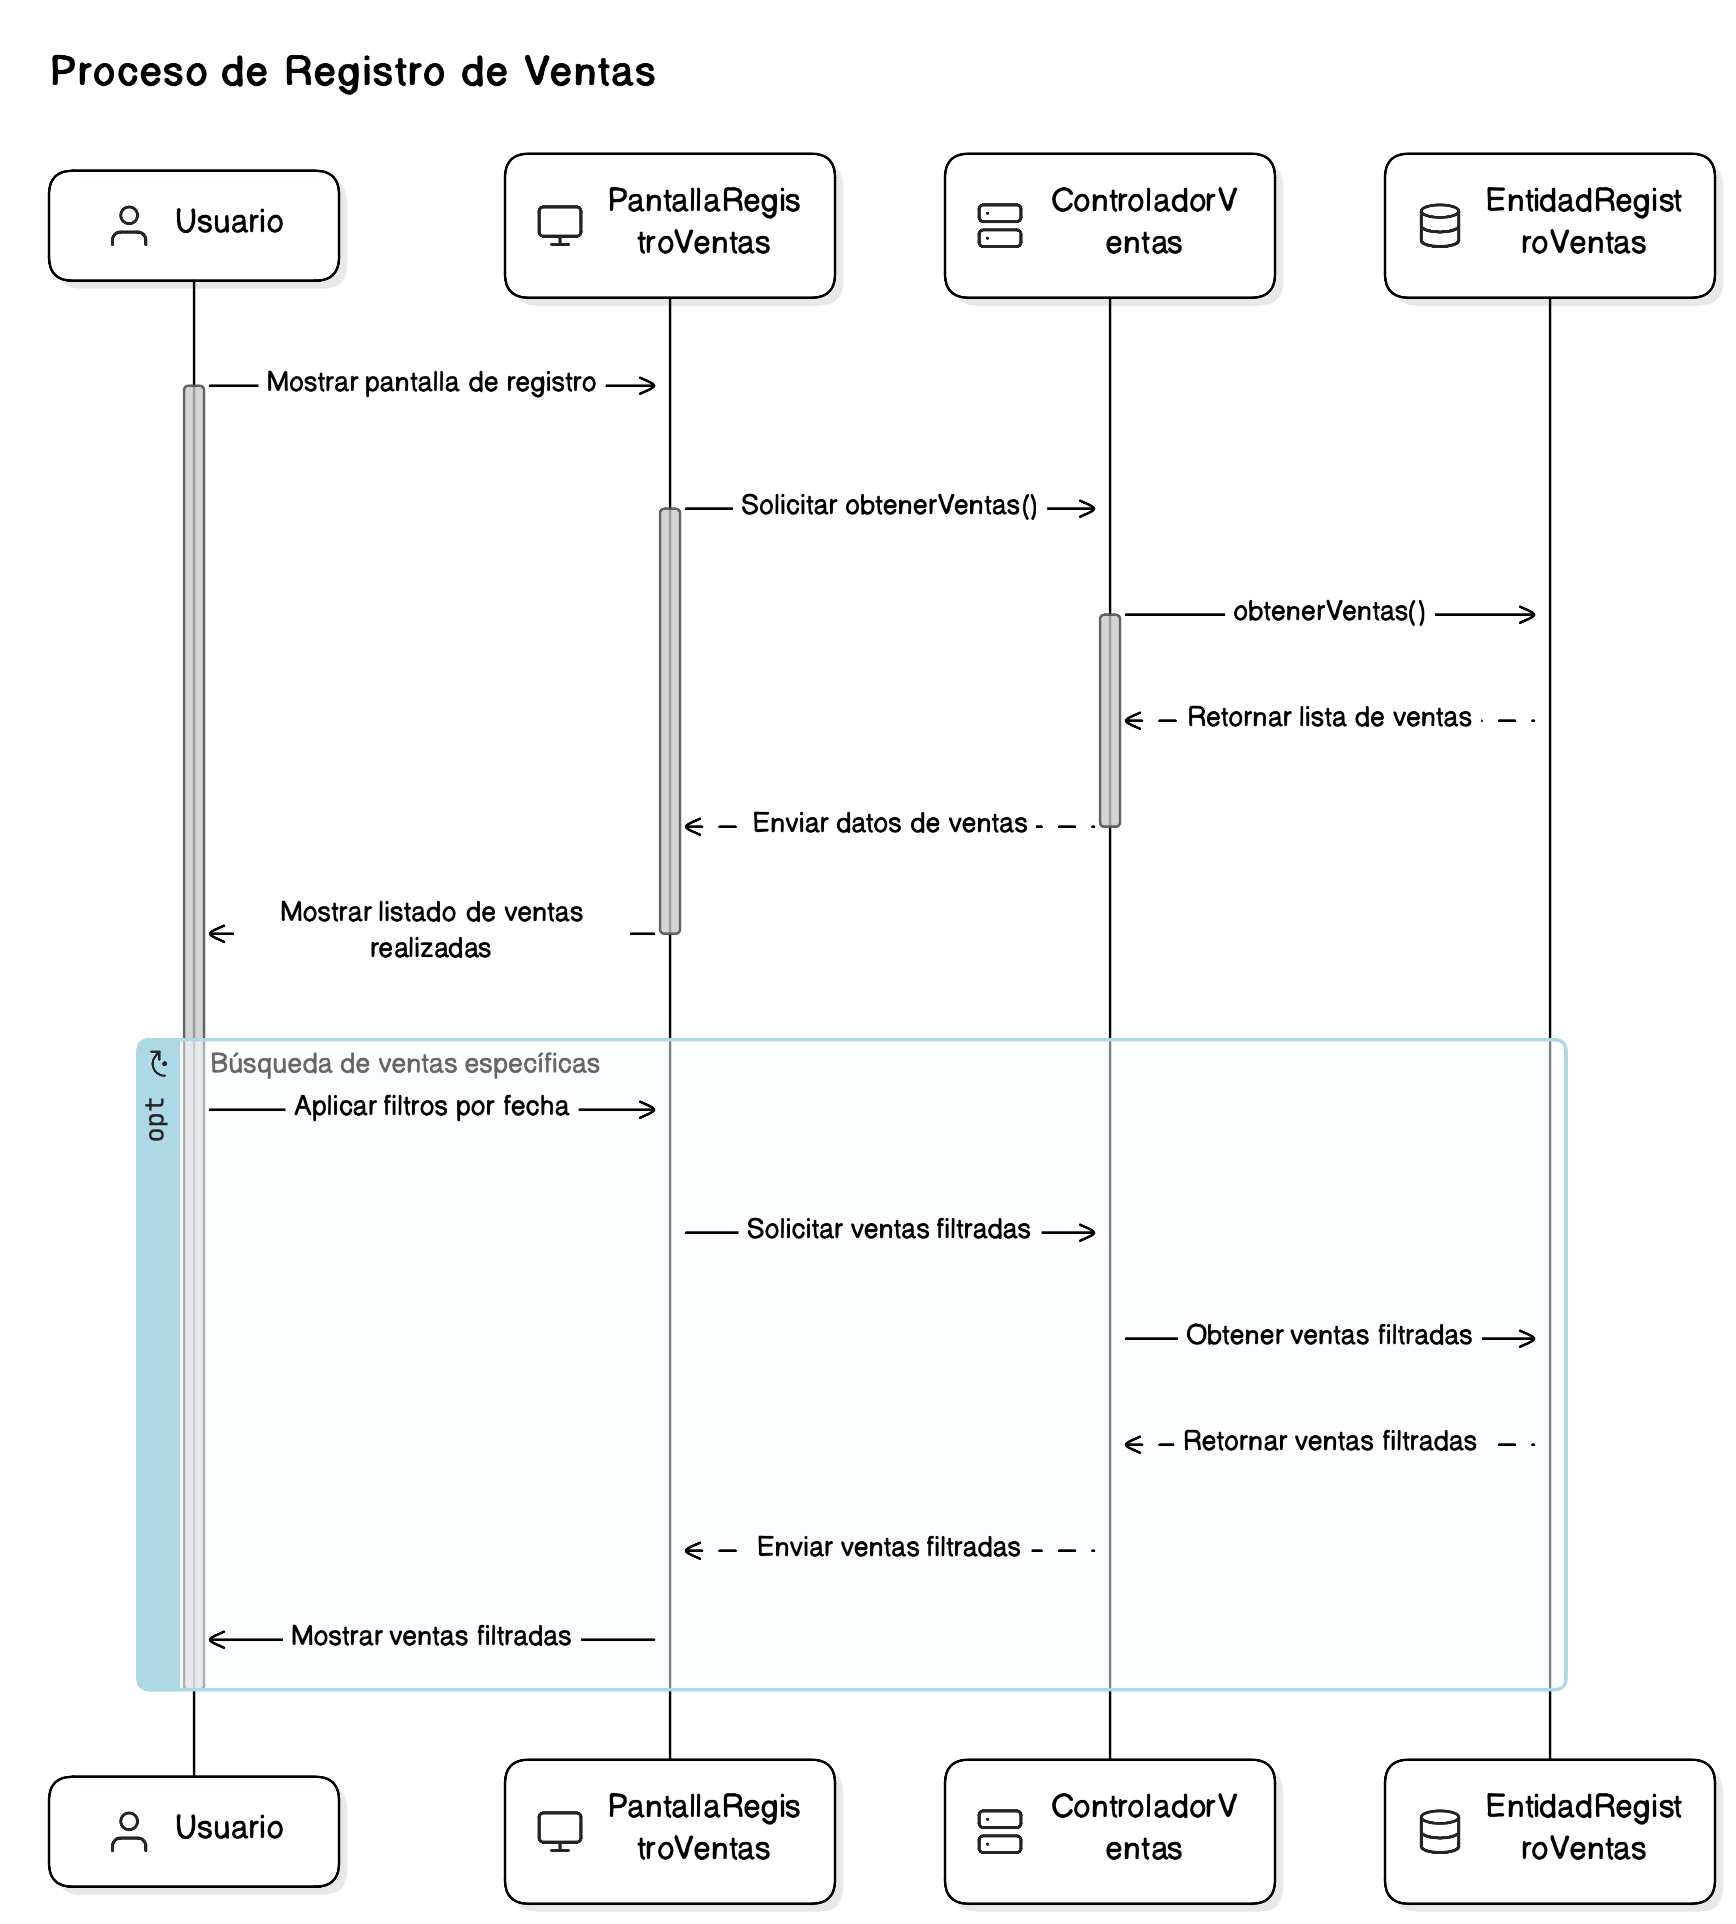 Proceso de Registro de Ventas
Usuario
PantallaRegis
troVentas
ControladorV
entas
EntidadRegist
roVentas
Mostrar pantalla de registro
Solicitar obtenerVentas()
obtenerVentas()
Retornar lista de ventas
Enviar datos de ventas
Mostrar listado de ventas
realizadas
opt
Búsqueda de ventas específicas
Aplicar filtros por fecha
Solicitar ventas filtradas
Obtener ventas filtradas
Retornar ventas filtradas
Enviar ventas filtradas
Mostrar ventas filtradas
Usuario
PantallaRegis
troVentas
ControladorV
entas
EntidadRegist
roVentas